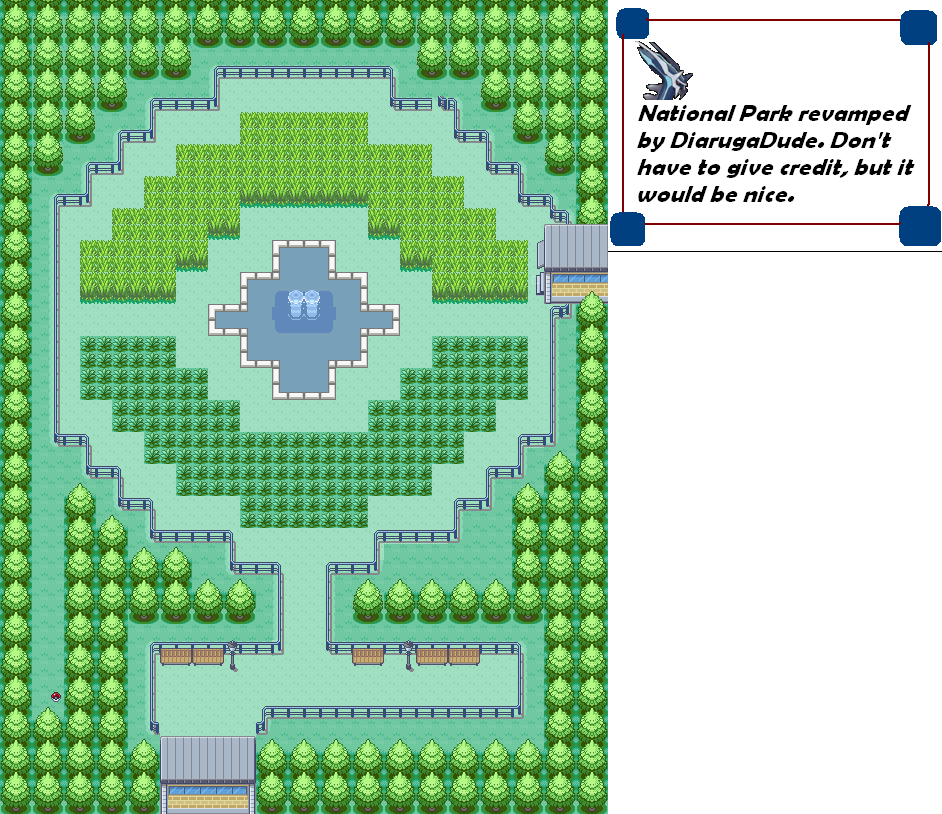 National Park revamped
by DiarugaDude. Don't
have to give credit, but it
would be nice.